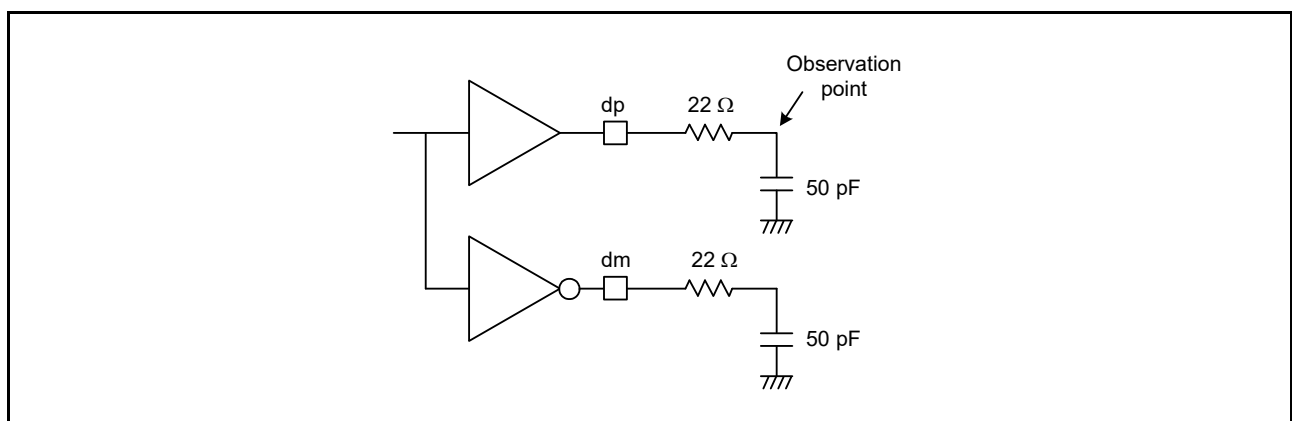 Observation
point
dp
22 Ω
50 pF
dm
22 Ω
50 pF